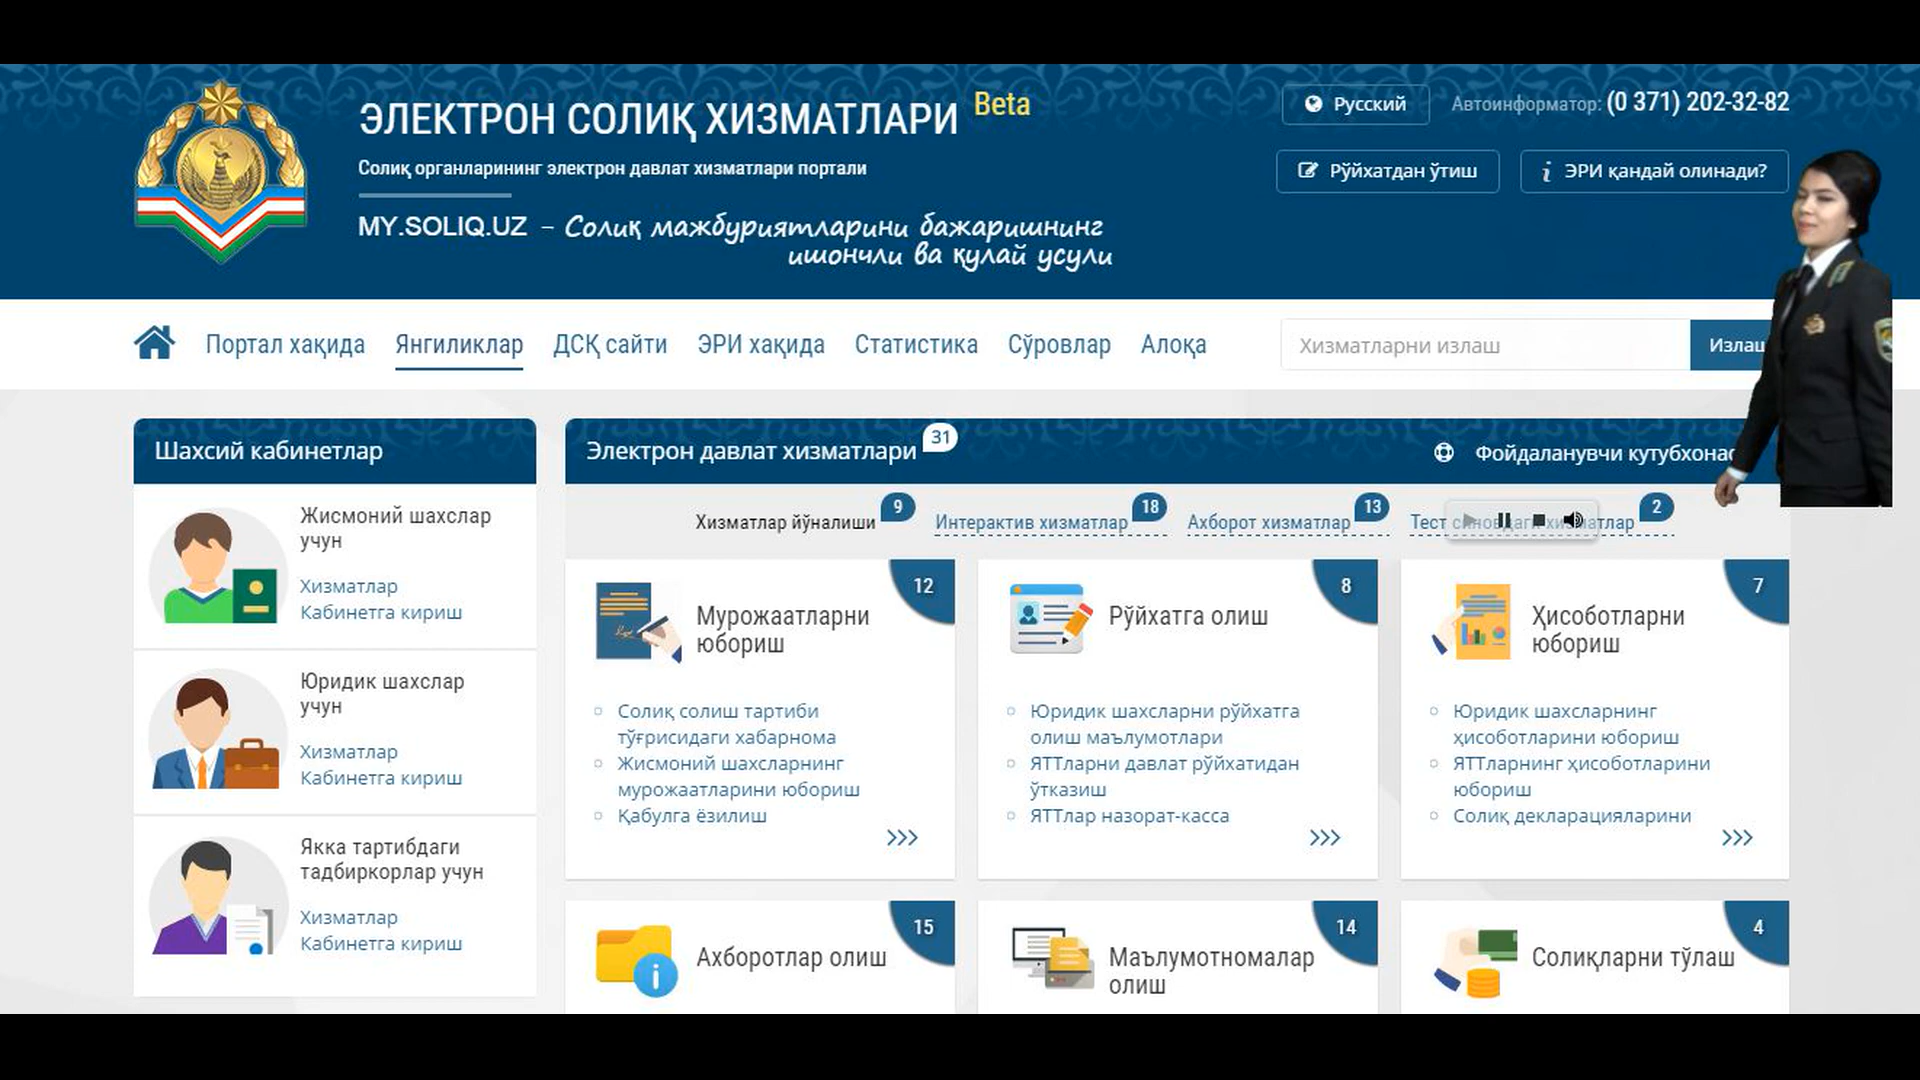 ЭЛЕКТРОН СОЛИҚ ХИЗМАТЛАРИ Beta
Солиқ органларининг электрон давлат хизматлари портали
MY.SOLIQ.UZ – Солиқ мажбуриятларини бажаришнинг
ишончли ва қулай усули
Русский
Автоинформатор: (0 371) 202-32-82
Рўйхатдан ўтиш
ЭРИ қандай олинади?
Портал хақида Янгиликлар ДСҚ сайти ЭРИ хақида Статистика Сўровлар Алоқа
Хизматларни излаш
Шахсий кабинетлар
Жисмоний шахслар
учун
Хизматлар
Кабинетга кириш
Юридик шахслар
учун
Хизматлар
Кабинетга кириш
Якка тартибдаги
тадбиркорлар учун
Хизматлар
Кабинетга кириш
Электрон давлат хизматлари 31
Фойдаланувчи
Хизматлар йўналиши 9
Интерактив хизматлар 18
Ахборот хизматлар 13
Тест 2
12
Мурожаатларни
юбориш
Солиқ солиш тартиби
тўғрисидаги хабарнома
Жисмоний шахсларнинг
мурожаатларини юбориш
Қабулга ёзилиш
8
Рўйхатга олиш
Юридик шахсларни рўйхатга
олиш маълумотлари
ЯТТларни давлат рўйхатидан
ўтказиш
ЯТТлар назорат-касса
7
Ҳисоботларни
юбориш
Юридик шахсларнинг
ҳисоботларини юбориш
ЯТТларнинг ҳисоботларини
юбориш
Солиқ декларацияларини
15
Ахборотлар олиш
14
Маълумотномалар
олиш
4
Солиқларни тўлаш